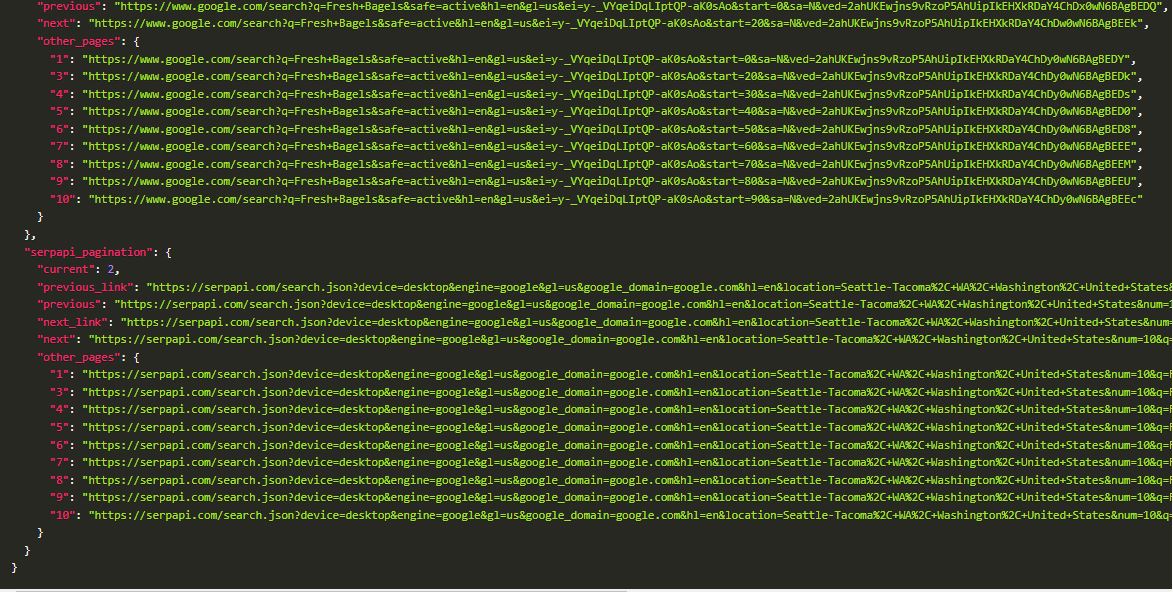 "previous": "https://www.google.com/search?q=Fresh+Bagels&safe=active&hl=en&gl=us&ei=y-_VYqeiDqLIptQP-aK0sAo&start=0&sa=N&ved=2ahUKEwjns9vRzoP5AhUipIkEHXkRDaY4ChDx0wN6BAgBEDQ",
"next": "https://www.google.com/search?q=Fresh+Bagels&safe=active&hl=en&gl=us&ei=y-_VYqeiDqLIptQP-aK0sAo&start=20&sa=N&ved=2ahUKEwjns9vRzoP5AhUipIkEHXkRDaY4ChDw0wN6BAgBEEk",
"other_pages": {
"1": "https://www.google.com/search?q=Fresh+Bagels&safe=active&hl=en&gl=us&ei=y-_VYqeiDqLIptQP-aK0sAo&start=0&sa=N&ved=2ahUKEwjns9vRzoP5AhUipIkEHXkRDaY4ChDy0wN6BAgBEDY",
"3": "https://www.google.com/search?q=Fresh+Bagels&safe=active&hl=en&gl=us&ei=y-_VYqeiDqLIptQP-aK0sAo&start=20&sa=N&ved=2ahUKEwjns9vRzoP5AhUipIkEHXkRDaY4ChDy0wN6BAgBEDk",
"4": "https://www.google.com/search?q=Fresh+Bagels&safe=active&hl=en&gl=us&ei=y-_VYqeiDqLIptQP-aK0sAo&start=30&sa=N&ved=2ahUKEwjns9vRzoP5AhUipIkEHXkRDaY4ChDy0wN6BAgBEDs",
"5": "https://www.google.com/search?q=Fresh+Bagels&safe=active&hl=en&gl=us&ei=y-_VYqeiDqLIptQP-aK0sAo&start=40&sa=N&ved=2ahUKEwjns9vRzoP5AhUipIkEHXkRDaY4ChDy0wN6BAgBED0",
"6": "https://www.google.com/search?q=Fresh+Bagels&safe=active&hl=en&gl=us&ei=y-_VYqeiDqLIptQP-aK0sAo&start=50&sa=N&ved=2ahUKEwjns9vRzoP5AhUipIkEHXkRDaY4ChDy0wN6BAgBED8",
"7": "https://www.google.com/search?q=Fresh+Bagels&safe=active&hl=en&gl=us&ei=y-_VYqeiDqLIptQP-aK0sAo&start=60&sa=N&ved=2ahUKEwjns9vRzoP5AhUipIkEHXkRDaY4ChDy0wN6BAgBEEE",
"8": "https://www.google.com/search?q=Fresh+Bagels&safe=active&hl=en&gl=us&ei=y-_VYqeiDqLIptQP-aK0sAo&start=70&sa=N&ved=2ahUKEwjns9vRzoP5AhUipIkEHXkRDaY4ChDy0wN6BAgBEEM",
"9": "https://www.google.com/search?q=Fresh+Bagels&safe=active&hl=en&gl=us&ei=y-_VYqeiDqLIptQP-aK0sAo&start=80&sa=N&ved=2ahUKEwjns9vRzoP5AhUipIkEHXkRDaY4ChDy0wN6BAgBEEU",
"10": "https://www.google.com/search?q=Fresh+Bagels&safe=active&hl=en&gl=us&ei=y-_VYqeiDqLIptQP-aK0sAo&start=90&sa=N&ved=2ahUKEwjns9vRzoP5AhUipIkEHXkRDaY4ChDy0wN6BAgBEEc"
}
},
"serpapi_pagination": {
"current": 2,
"previous_link": "https://serpapi.com/search.json?device=desktop&engine=google&gl=us&google_domain=google.com&hl=en&location=Seattle-Tacoma%2C+WA%2C+Washington%2C+United+States&
"previous": "https://serpapi.com/search.json?device=desktop&engine=google&gl=us&google_domain=google.com&hl=en&location=Seattle-Tacoma%2C+WA%2C+Washington%2C+United+States&num=1
"next_link": "https://serpapi.com/search.json?device=desktop&engine=google&gl=us&google_domain=google.com&hl=en&location=Seattle-Tacoma%2C+WA%2C+Washington%2C+United+States&num=
"next": "https://serpapi.com/search.json?device=desktop&engine=google&gl=us&google_domain=google.com&hl=en&location=Seattle-Tacoma%2C+WA%2C+Washington%2C+United+States&num=10&q=
"other_pages": {
"1": "https://serpapi.com/search.json?device=desktop&engine=google&gl=us&google_domain=google.com&hl=en&location=Seattle-Tacoma%2C+WA%2C+Washington%2C+United+States&num=10&q=F
"3": "https://serpapi.com/search.json?device=desktop&engine=google&gl=us&google_domain=google.com&hl=en&location=Seattle-Tacoma%2C+WA%2C+Washington%2C+United+States&num=10&q=F
"4": "https://serpapi.com/search.json?device=desktop&engine=google&gl=us&google_domain=google.com&hl=en&location=Seattle-Tacoma%2C+WA%2C+Washington%2C+United+States&num=10&q=F
"5": "https://serpapi.com/search.json?device=desktop&engine=google&gl=us&google_domain=google.com&hl=en&location=Seattle-Tacoma%2C+WA%2C+Washington%2C+United+States&num=10&q=F
"6": "https://serpapi.com/search.json?device=desktop&engine=google&gl=us&google_domain=google.com&hl=en&location=Seattle-Tacoma%2C+WA%2C+Washington%2C+United+States&num=10&q=F
"7": "https://serpapi.com/search.json?device=desktop&engine=google&gl=us&google_domain=google.com&hl=en&location=Seattle-Tacoma%2C+WA%2C+Washington%2C+United+States&num=10&q=F
"8": "https://serpapi.com/search.json?device=desktop&engine=google&gl=us&google_domain=google.com&hl=en&location=Seattle-Tacoma%2C+WA%2C+Washington%2C+United+States&num=10&q=F
"9": "https://serpapi.com/search.json?device=desktop&engine=google&gl=us&google_domain=google.com&hl=en&location=Seattle-Tacoma%2C+WA%2C+Washington%2C+United+States&num=10&q=F
"10": "https://serpapi.com/search.json?device=desktop&engine=google&gl=us&google_domain=google.com&hl=en&location=Seattle-Tacoma%2C+WA%2C+Washington%2C+United+States&num=10&q=
}
}
}